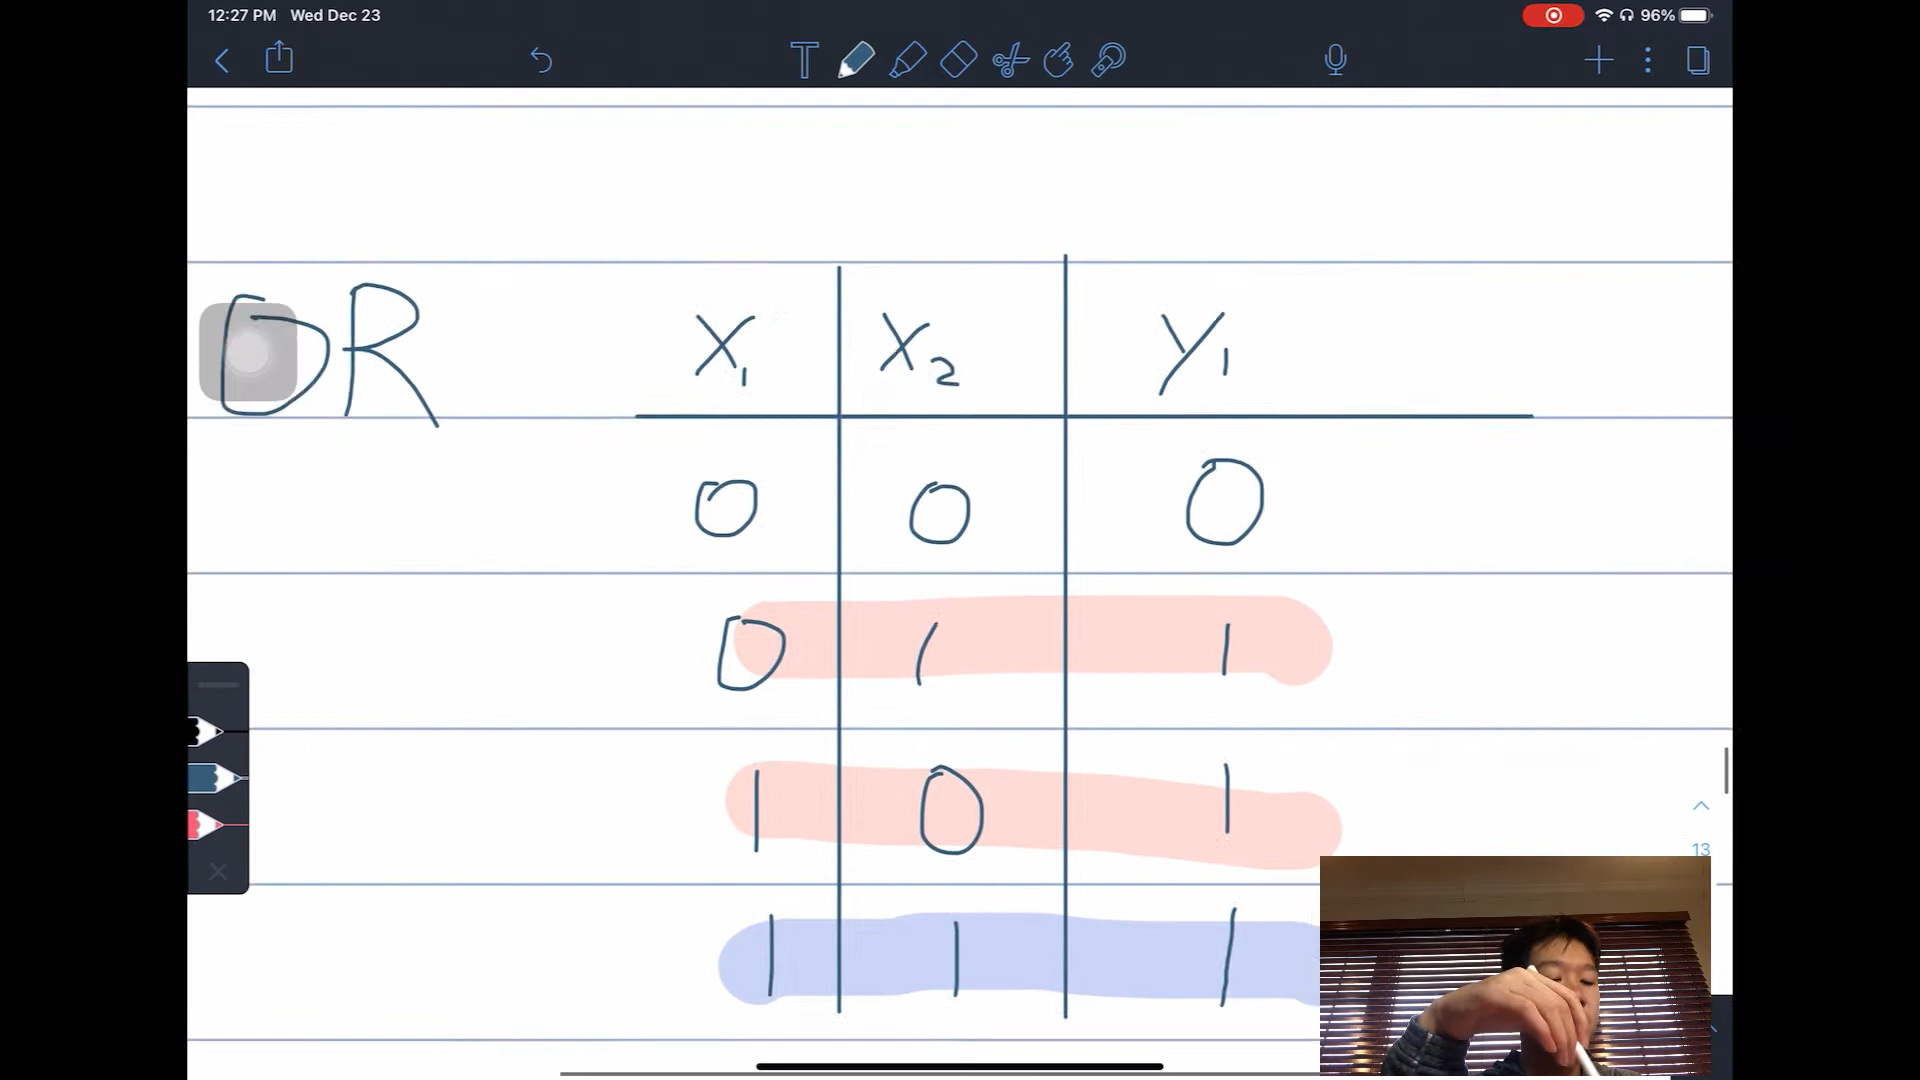 12:27 PM Wed Dec 23 96%
T
OR X₁ X₂ Y₁
0 0 0
0 1 1
1 0 1
13
1 1 1